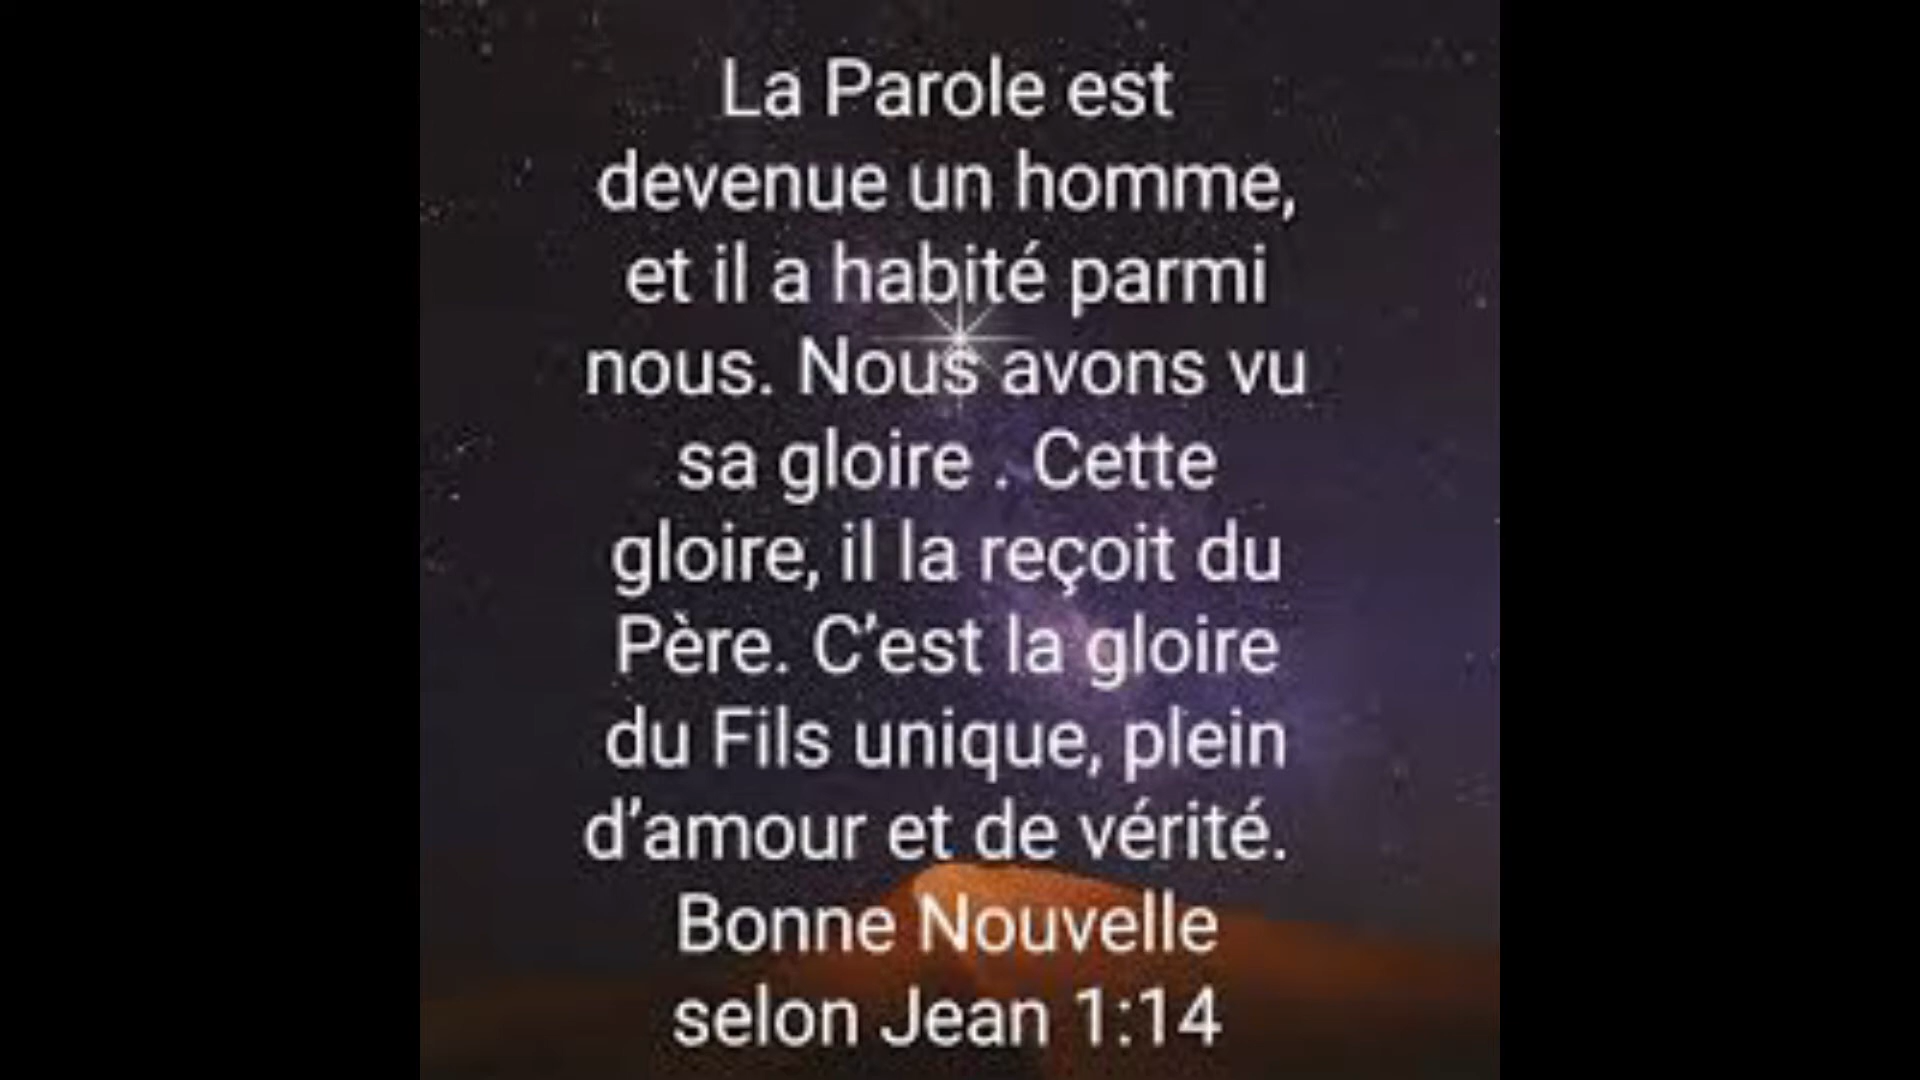 La Parole est
devenue un homme,
et il a habité parmi
nous. Nous avons vu
sa gloire . Cette
gloire, il la reçoit du
Père. C’est la gloire
du Fils unique, plein
d’amour et de vérité.
Bonne Nouvelle
selon Jean 1:14